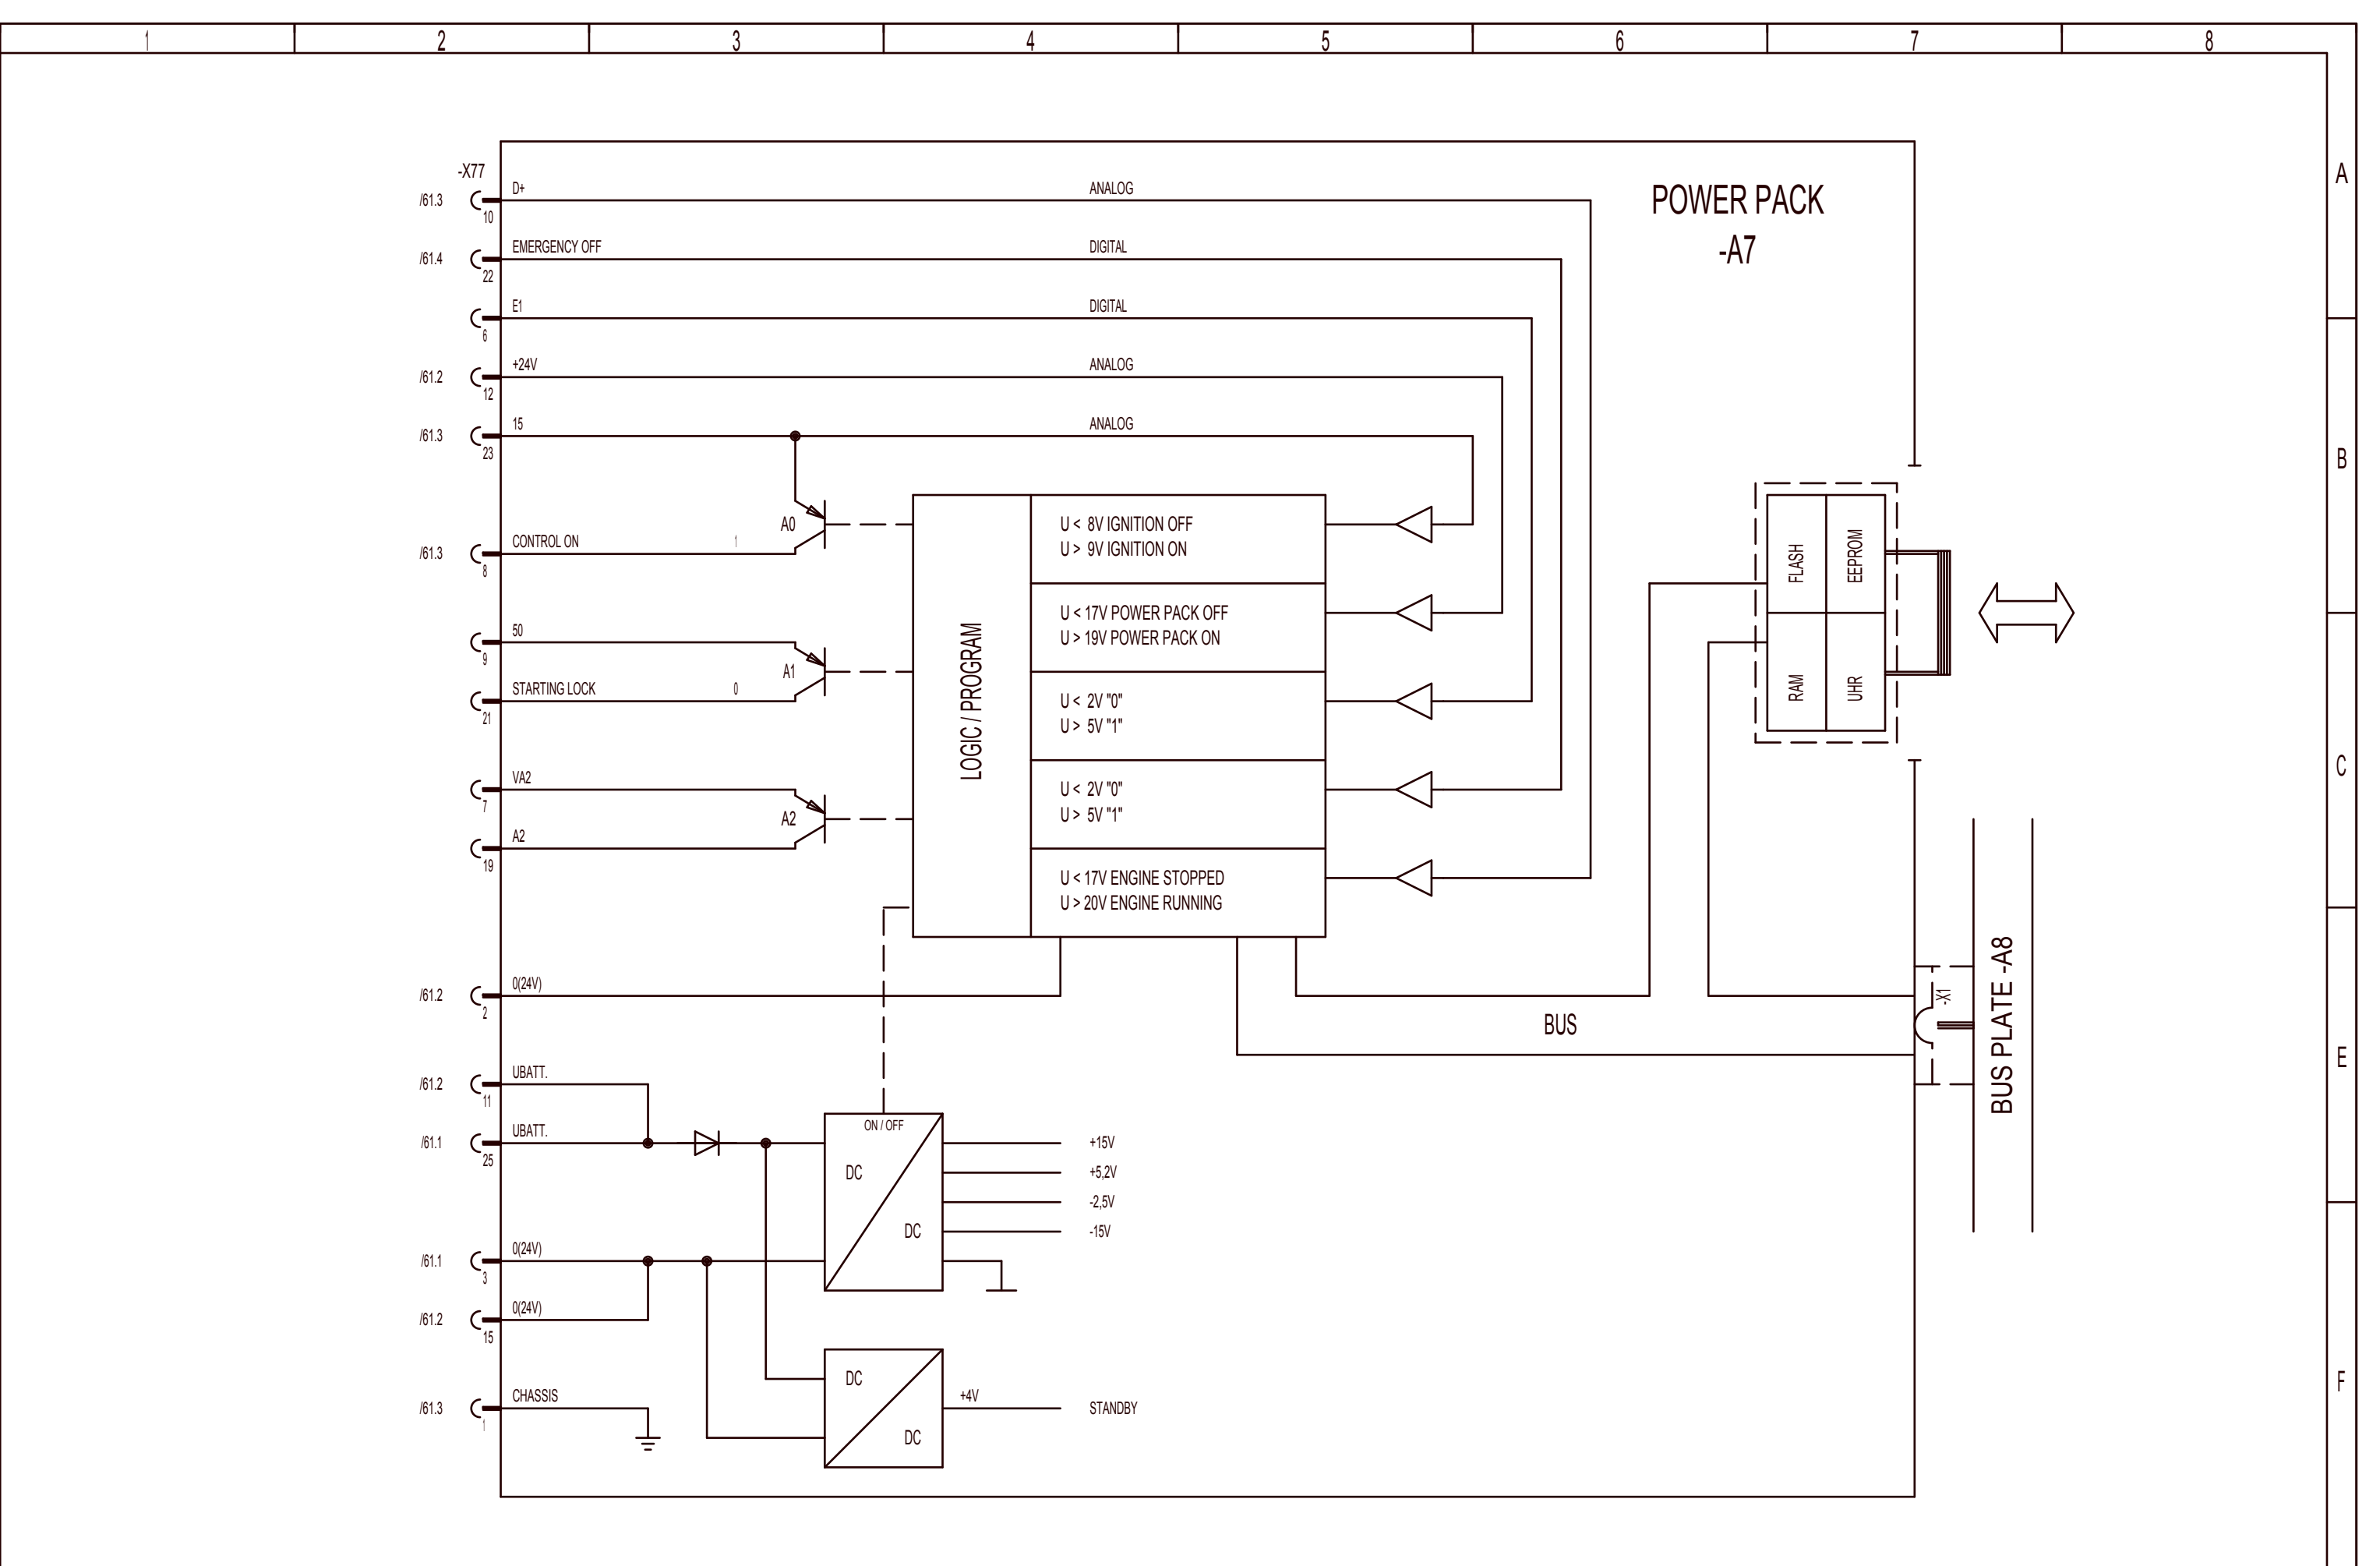 1 2 3 4 5 6 7 8
A
B
C
E
F
POWER PACK
-A7
-X77
/61.3 10 D+ ANALOG
/61.4 22 EMERGENCY OFF DIGITAL
6 E1 DIGITAL
/61.2 12 +24V ANALOG
/61.3 23 15 ANALOG
A0
/61.3 8 CONTROL ON 1
9 50
A1
21 STARTING LOCK 0
7 VA2
A2
19 A2
LOGIC / PROGRAM
U < 8V IGNITION OFF
U > 9V IGNITION ON
U < 17V POWER PACK OFF
U > 19V POWER PACK ON
U < 2V "0"
U > 5V "1"
U < 2V "0"
U > 5V "1"
U < 17V ENGINE STOPPED
U > 20V ENGINE RUNNING
FLASH
EEPROM
RAM
UHR
/61.2 2 0(24V)
BUS
-X1
BUS PLATE -A8
/61.2 11 UBATT.
/61.1 25 UBATT.
ON / OFF
DC
DC
+15V
+5,2V
-2,5V
-15V
/61.1 3 0(24V)
/61.2 15 0(24V)
DC
DC
+4V STANDBY
/61.3 1 CHASSIS